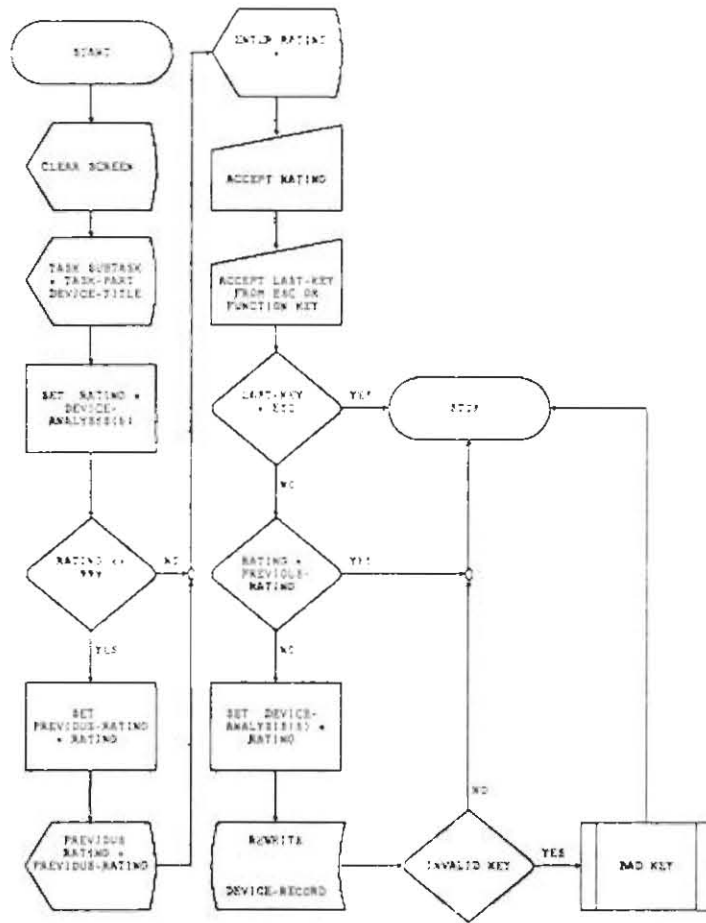 START
CLEAR SCREEN
TASK SUBTASK
+ TASK-PART
DEVICE-TITLE
SET RATING =
DEVICE-
ANALYSIS(S)
RATING <>
999
NO
YES
SET
PREVIOUS-RATING
= RATING
PREVIOUS
RATING =
PREVIOUS-RATING
ENTER RATING
ACCEPT RATING
ACCEPT LAST-KEY
FROM ESC OR
FUNCTION KEY
LAST-KEY
= ESC
YES
STOP
NO
RATING =
PREVIOUS-
RATING
YES
NO
SET DEVICE-
ANALYSIS(S) =
RATING
REWRITE
DEVICE-RECORD
NO
INVALID KEY
YES
BAD KEY